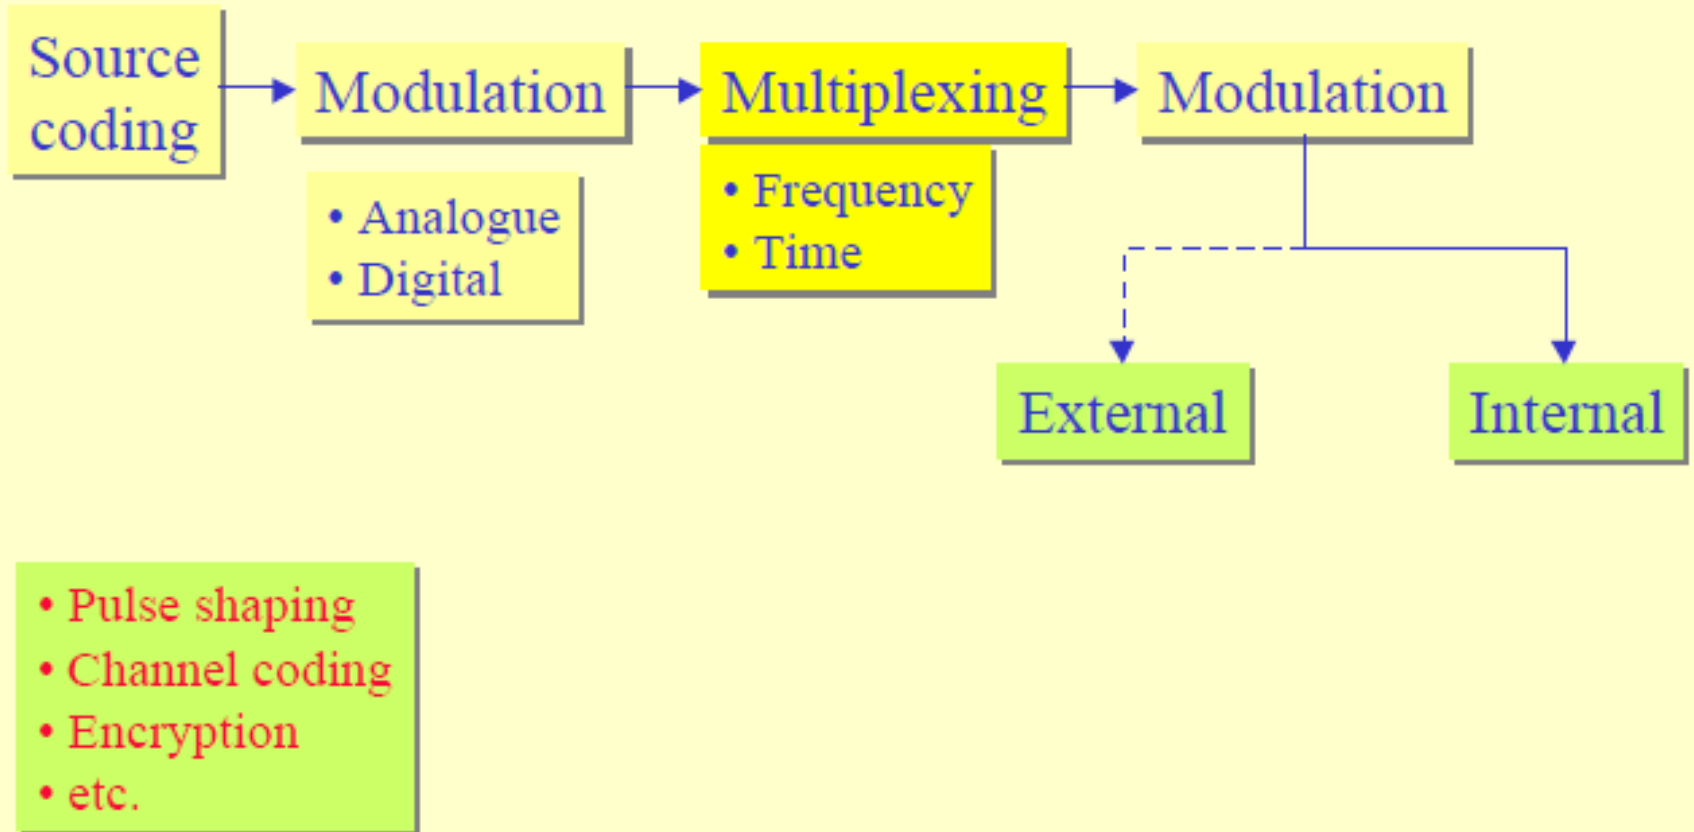 Source
coding
Modulation
Multiplexing
Modulation
• Analogue
• Digital
• Frequency
• Time
External
Internal
• Pulse shaping
• Channel coding
• Encryption
• etc.